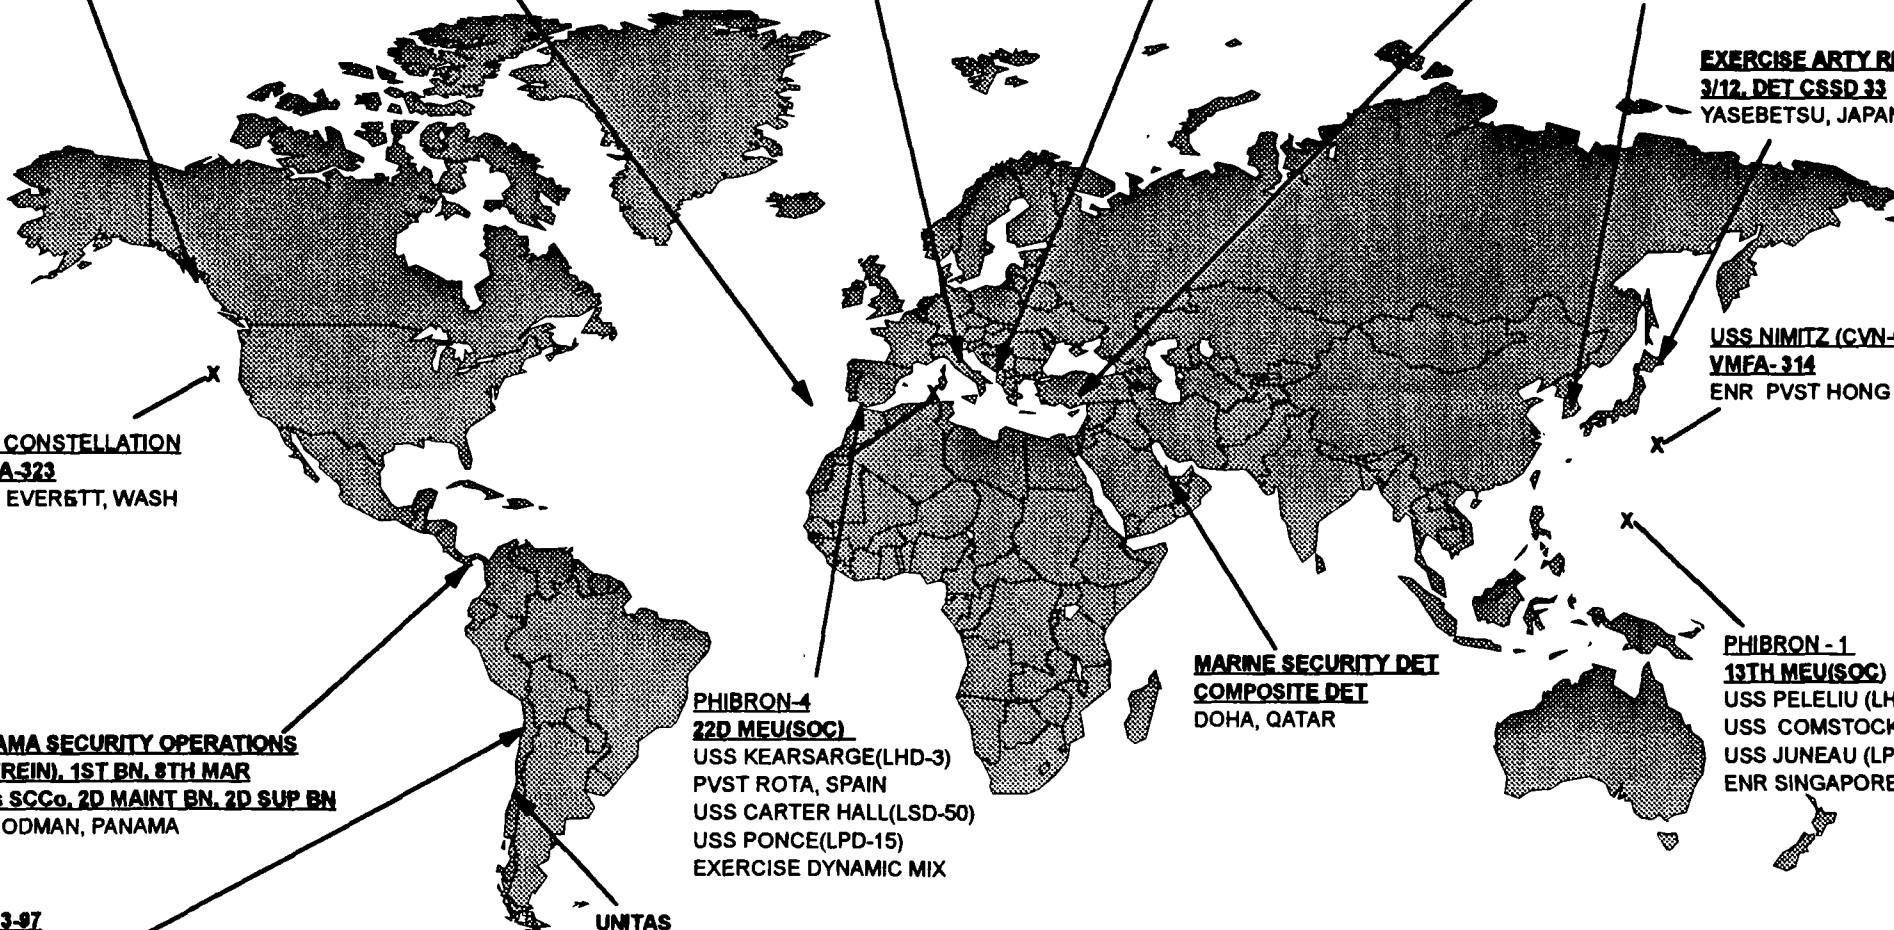 EXERCISE ARTY
3/12, DET CSSD 33
YASEBETSU, JAPAN
USS NIMITZ (CVN-
VMFA-314
ENR PVST HONG
CONSTELLATION
A-323
EVERETT, WASH
PHIBRON - 1
13TH MEU(SOC)
USS PELELIU (LH
USS COMSTOCK
USS JUNEAU (LP
ENR SINGAPORE
MARINE SECURITY DET
COMPOSITE DET
DOHA, QATAR
PHIBRON-4
22D MEU(SOC)
USS KEARSARGE(LHD-3)
PVST ROTA, SPAIN
USS CARTER HALL(LSD-50)
USS PONCE(LPD-15)
EXERCISE DYNAMIC MIX
AMA SECURITY OPERATIONS
REIN), 1ST BN, 8TH MAR
s SCCo, 2D MAINT BN, 2D SUP BN
ODMAN, PANAMA
3-97
UNITAS
X
X
X